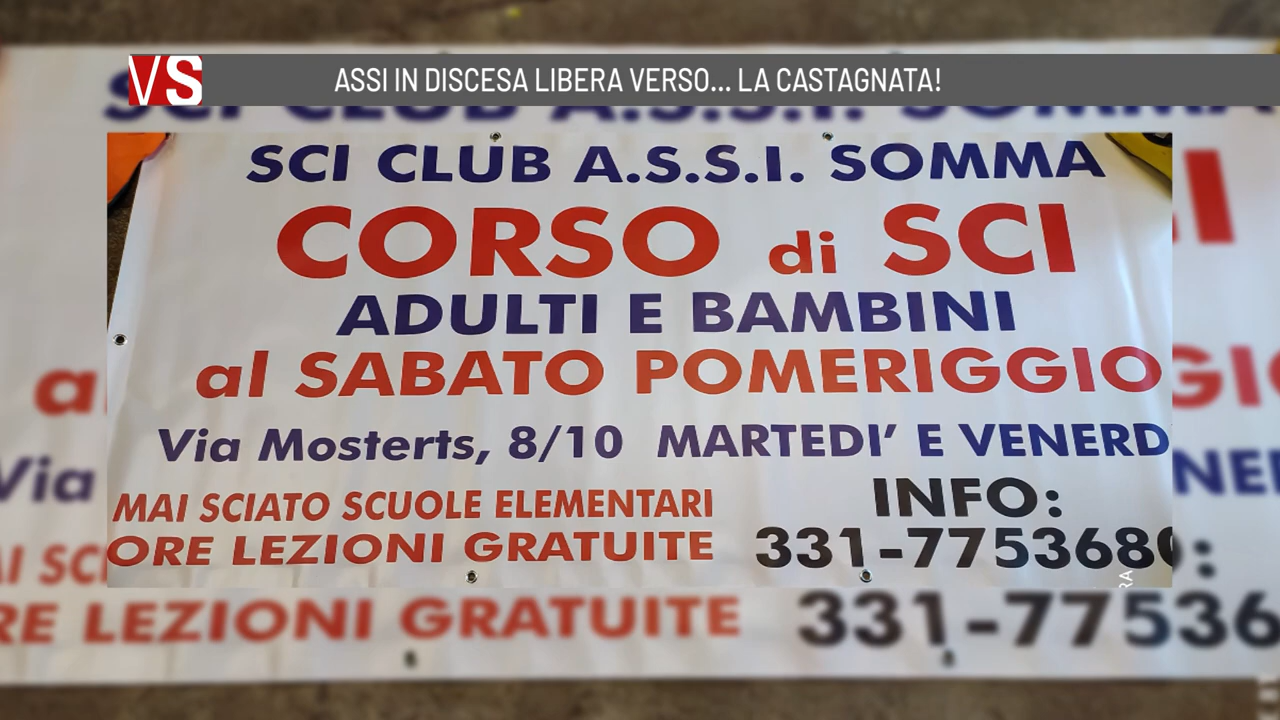 VS
ASSI IN DISCESA LIBERA VERSO... LA CASTAGNATA!
SCI CLUB A.S.S.I. SOMMA
CORSO di SCI
ADULTI E BAMBINI
al SABATO POMERIGGIO
Via Mosterts, 8/10 MARTEDI' E VENERD
MAI SCIATO SCUOLE ELEMENTARI
INFO:
ORE LEZIONI GRATUITE
331-7753680